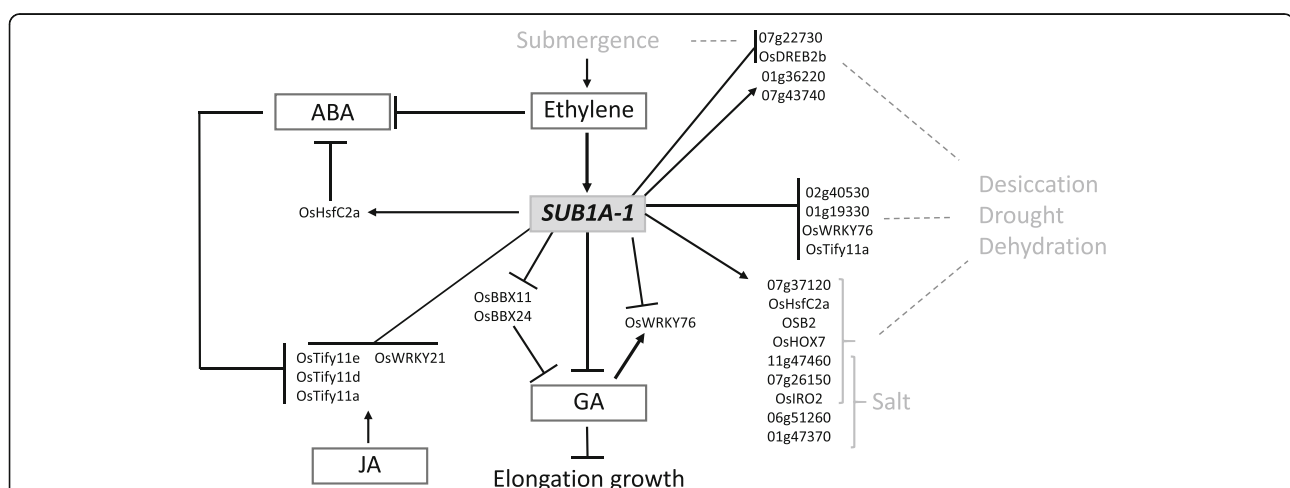 Submergence
07g22730
OsDREB2b
01g36220
07g43740
ABA
Ethylene
OsHsfC2a
SUB1A-1
02g40530
01g19330
OsWRKY76
OsTify11a
Desiccation
Drought
Dehydration
OsBBX11
OsBBX24
OsWRKY76
07g37120
OsHsfC2a
OSB2
OsHOX7
11g47460
07g26150
OsIRO2
06g51260
01g47370
Salt
OsTify11e
OsWRKY21
OsTify11d
OsTify11a
GA
JA
Elongation growth